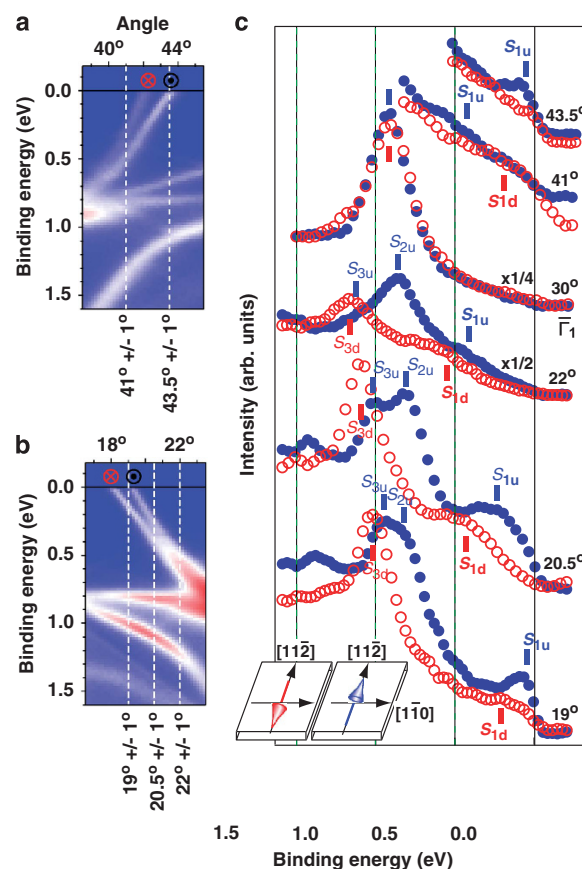 a
Angle
40° 44°
0.0
0.5
1.0
1.5
Binding energy (eV)
41° +/- 1°
43.5° +/- 1°
b
18° 22°
0.0
0.5
1.0
1.5
Binding energy (eV)
19° +/- 1°
20.5° +/- 1°
22° +/- 1°
c
Intensity (arb. units)
S1u
43.5°
S1u
41°
S1d
x1/4
30°
Γ̅1
S3u S2u
S1u
x1/2
22°
S3d S1d
S3u S2u
S3d
S1u
20.5°
S1d
S3u S2u
S3d
S1u
19°
S1d
[112̅] [112̅]
[11̅0]
1.5 1.0 0.5 0.0
Binding energy (eV)